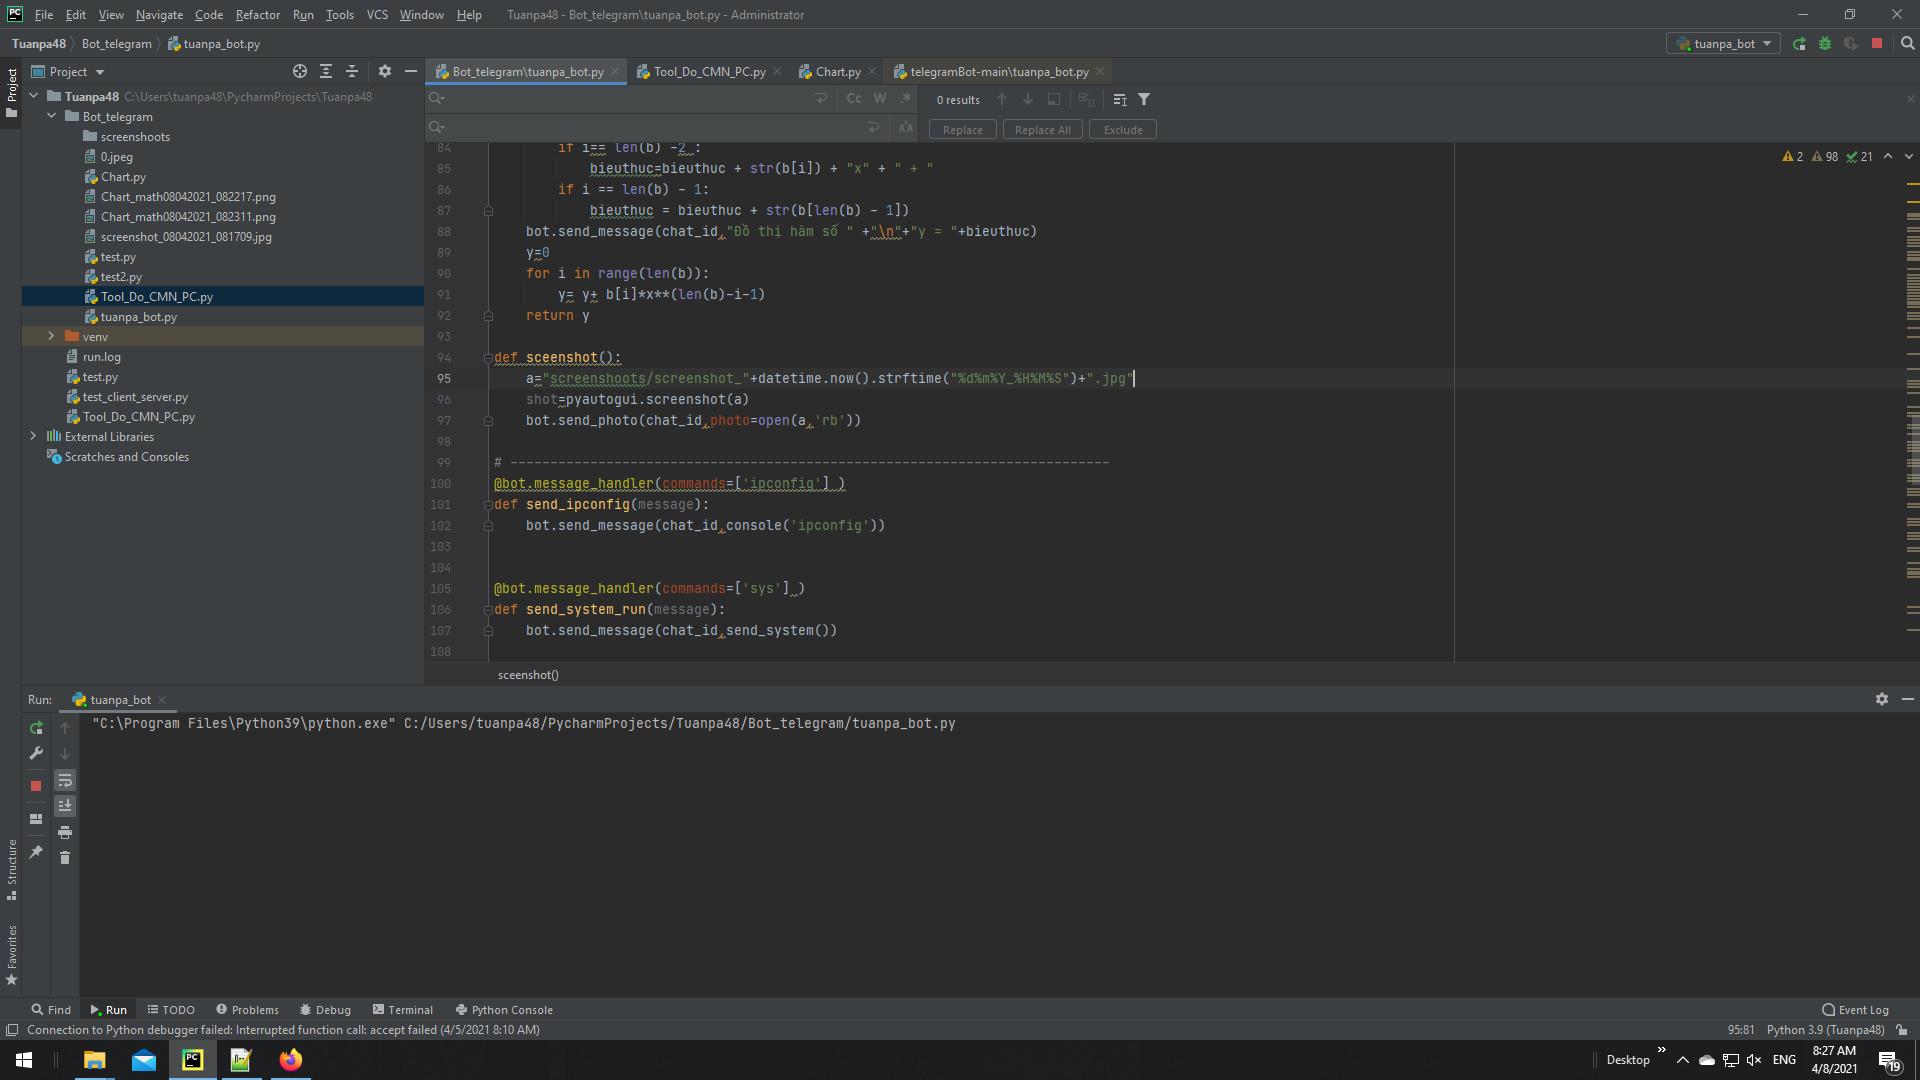 PC File Edit View Navigate Code Refactor Run Tools VCS Window Help Tuanpa48 - Bot_telegram\tuanpa_bot.py - Administrator
Tuanpa48 Bot_telegram tuanpa_bot.py tuanpa_bot
Project
Project
Bot_telegram\tuanpa_bot.py Tool_Do_CMN_PC.py Chart.py telegramBot-main\tuanpa_bot.py
Tuanpa48 C:\Users\tuanpa48\PycharmProjects\Tuanpa48
Bot_telegram
screenshoots
0.jpeg
Chart.py
Chart_math08042021_082217.png
Chart_math08042021_082311.png
screenshot_08042021_081709.jpg
test.py
test2.py
Tool_Do_CMN_PC.py
tuanpa_bot.py
venv
run.log
test.py
test_client_server.py
Tool_Do_CMN_PC.py
External Libraries
Scratches and Consoles
Cc W .* 0 results
Replace Replace All Exclude
2 98 21
84 if i== len(b) -2 :
85 bieuthuc=bieuthuc + str(b[i]) + "x" + " + "
86 if i == len(b) - 1:
87 bieuthuc = bieuthuc + str(b[len(b) - 1])
88 bot.send_message(chat_id,"Đồ thị hàm số " +"\n"+"y = "+bieuthuc)
89 y=0
90 for i in range(len(b)):
91 y= y+ b[i]*x**(len(b)-i-1)
92 return y
93
94 def sceenshot():
95 a="screenshoots/screenshot_"+datetime.now().strftime("%d%m%Y_%H%M%S")+".jpg"
96 shot=pyautogui.screenshot(a)
97 bot.send_photo(chat_id,photo=open(a,'rb'))
98
99 # ---------------------------------------------------------------------------
100 @bot.message_handler(commands=['ipconfig'] )
101 def send_ipconfig(message):
102 bot.send_message(chat_id,console('ipconfig'))
103
104
105 @bot.message_handler(commands=['sys'] )
106 def send_system_run(message):
107 bot.send_message(chat_id,send_system())
108
sceenshot()
Run: tuanpa_bot
"C:\Program Files\Python39\python.exe" C:/Users/tuanpa48/PycharmProjects/Tuanpa48/Bot_telegram/tuanpa_bot.py
Structure
Favorites
Find Run TODO Problems Debug Terminal Python Console Event Log
Connection to Python debugger failed: Interrupted function call: accept failed (4/5/2021 8:10 AM) 95:81 Python 3.9 (Tuanpa48)
PC Desktop ENG 8:27 AM
4/8/2021
19